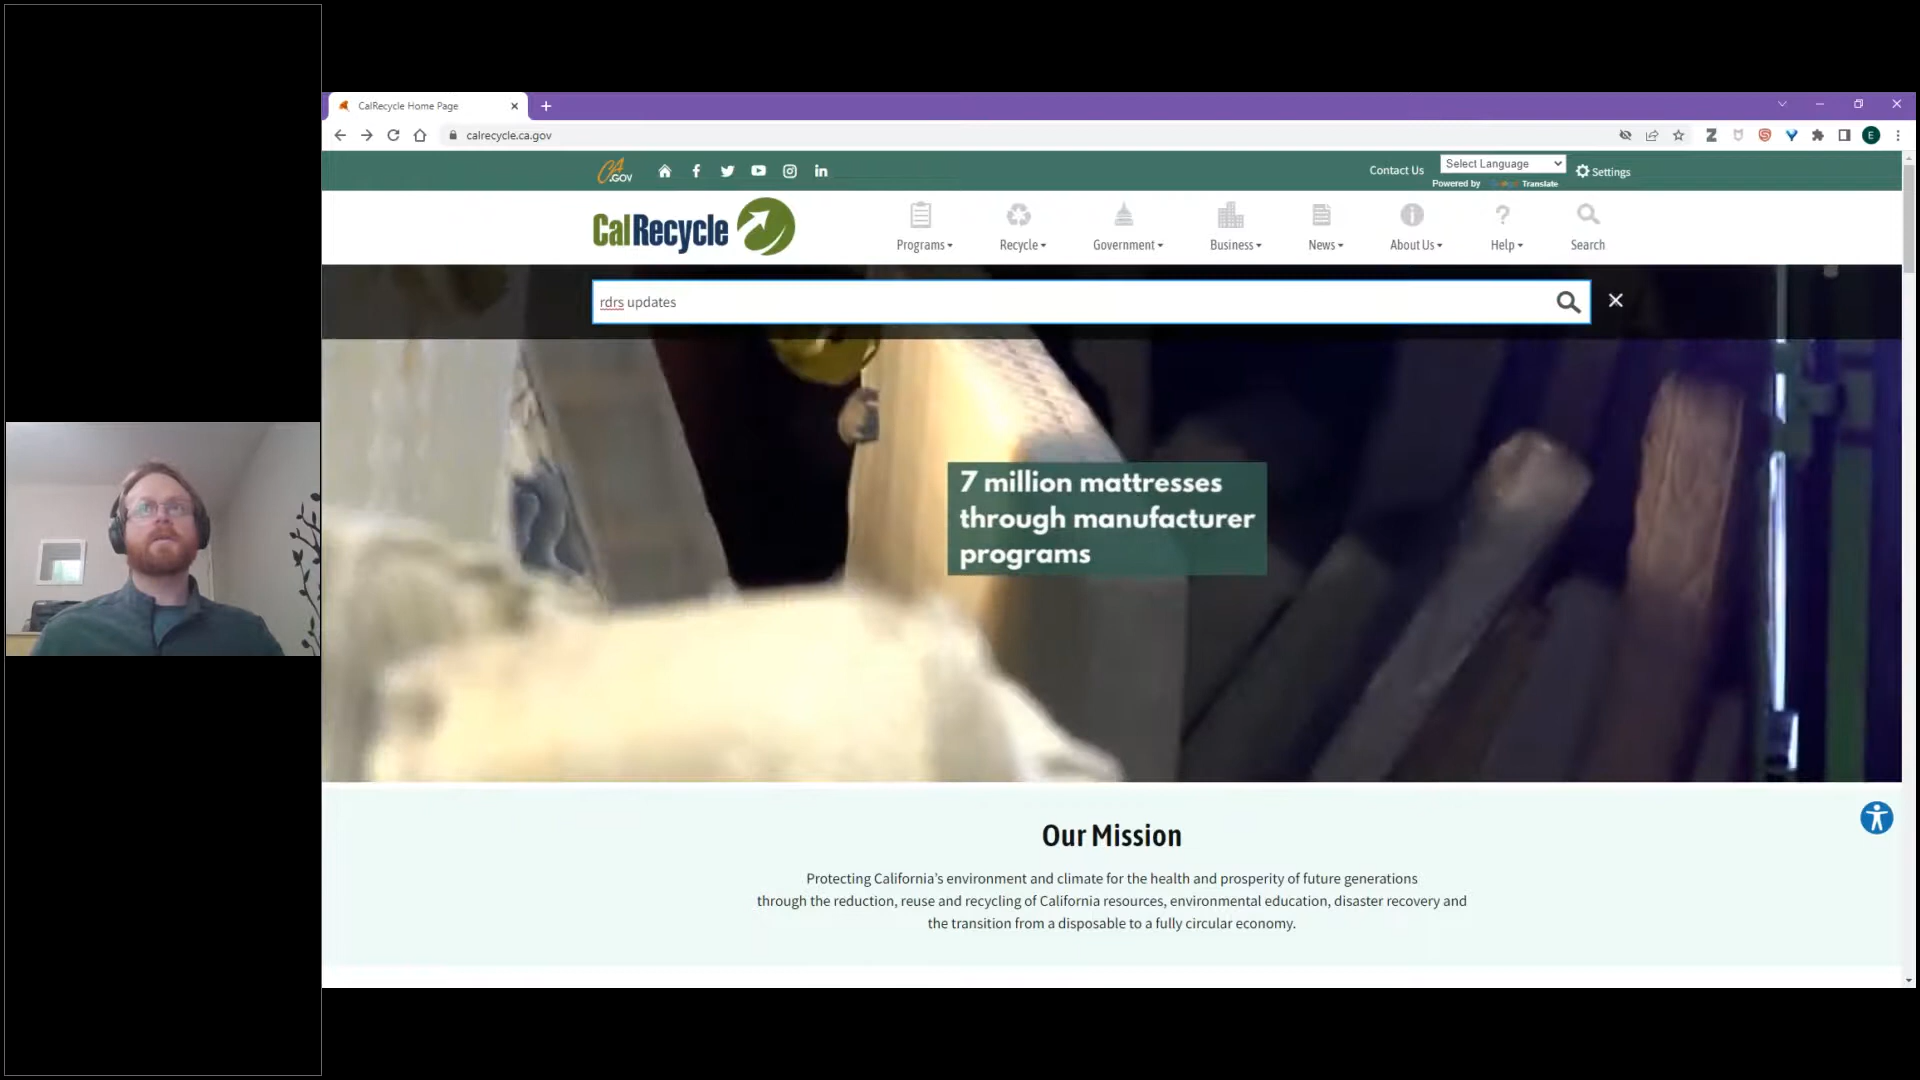 CalRecycle Home Page
calrecycle.ca.gov
E
CA
.GOV
Contact Us
Select Language
Settings
Powered by
Translate
CalRecycle
Programs
Recycle
Government
Business
News
About Us
Help
Search
rdrs updates
7 million mattresses
through manufacturer
programs
Our Mission
Protecting California's environment and climate for the health and prosperity of future generations
through the reduction, reuse and recycling of California resources, environmental education, disaster recovery and
the transition from a disposable to a fully circular economy.